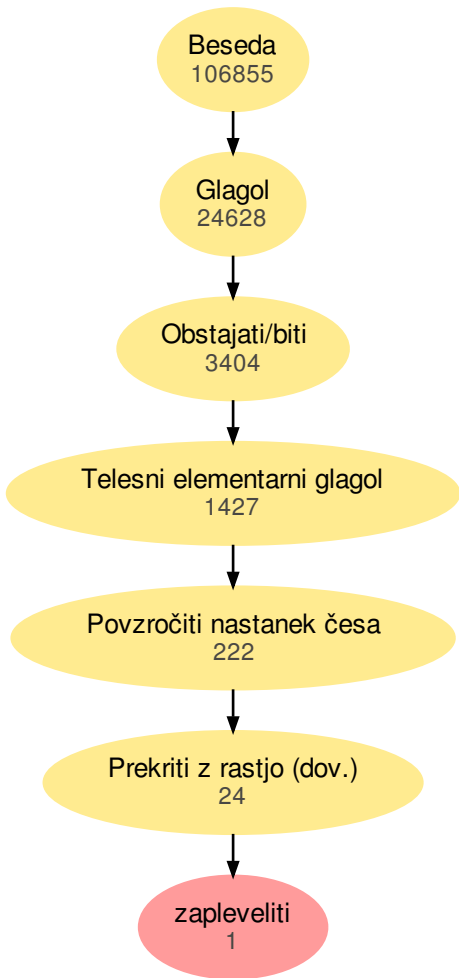 Beseda
106855
Glagol
24628
Obstajati/biti
3404
Telesni elementarni glagol
1427
Povzročiti nastanek česa
222
Prekriti z rastjo (dov.)
24
zapleveliti
1